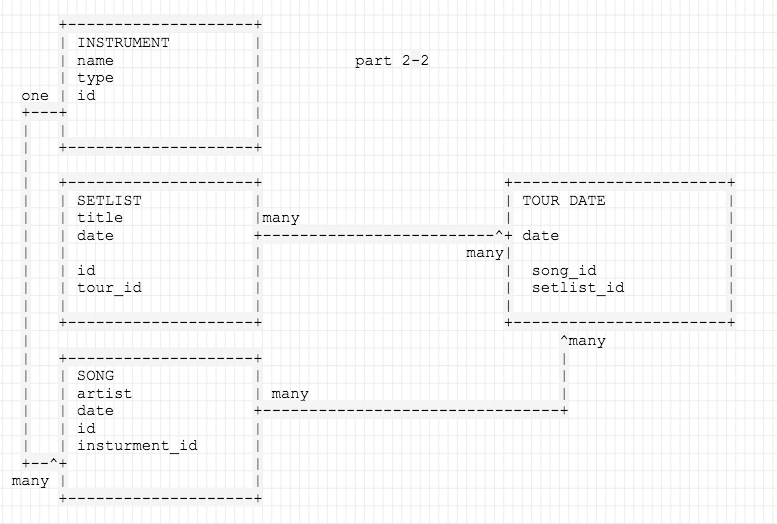 INSTRUMENT
name
part 2-2
type
one
id
SETLIST
title
many
date
id
tour_id
TOUR DATE
date
many
song_id
setlist_id
many
SONG
artist
many
date
id
insturment_id
many